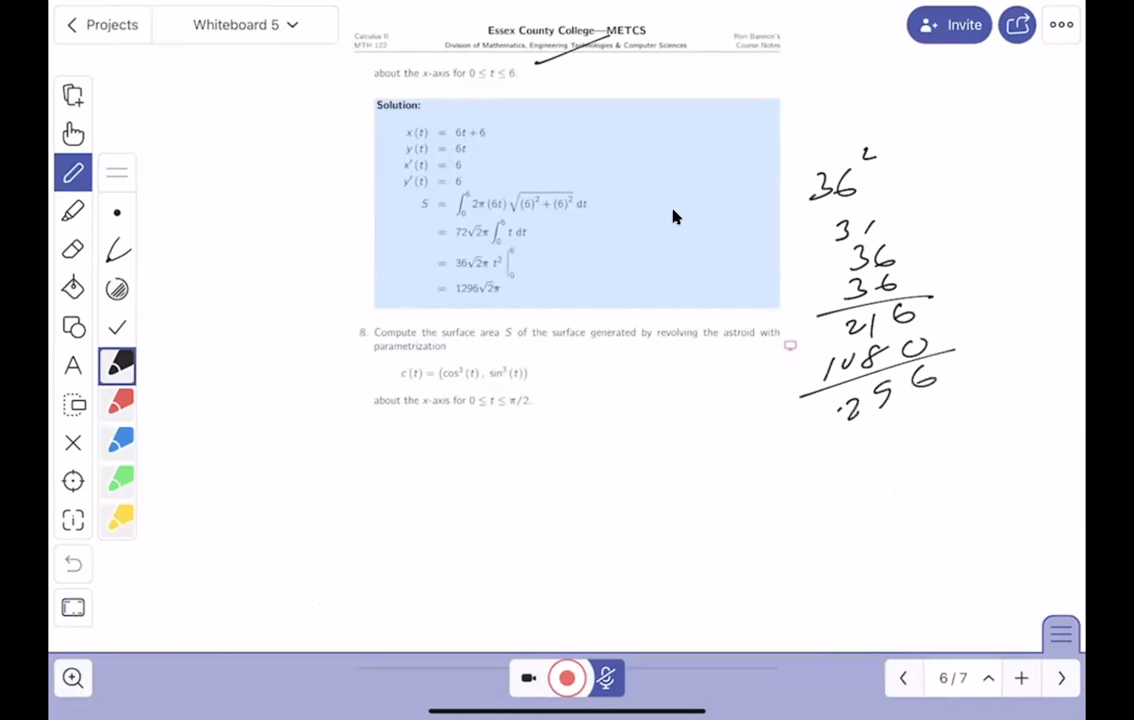 Projects
Whiteboard 5
Invite
Calculus II
MTH 122
Essex County College—METCS
Division of Mathematics, Engineering Technologies & Computer Sciences
Ron Bannon's
Course Notes
about the x-axis for 0 ≤ t ≤ 6.
Solution:
x(t) = 6t + 6
y(t) = 6t
x′(t) = 6
y′(t) = 6
S = ∫₀⁶ 2π (6t) √((6)² + (6)²) dt
= 72√2π ∫₀⁶ t dt
= 36√2π t² |₀⁶
= 1296√2π
8. Compute the surface area S of the surface generated by revolving the astroid with
parametrization
c(t) = (cos³(t), sin³(t))
about the x-axis for 0 ≤ t ≤ π/2.
36²
36
36
216
1080
296
A
6/7